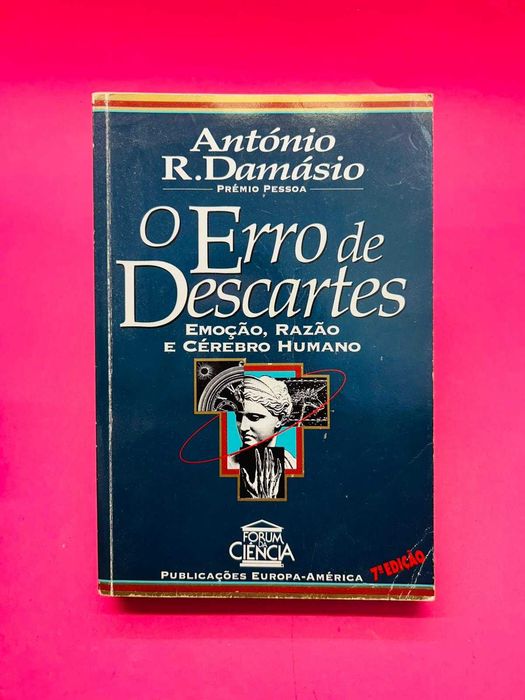 António
R. Damásio
PRÉMIO PESSOA
O Erro de
Descartes
EMOÇÃO, RAZÃO
E CÉREBRO HUMANO
FORUM
DA
CIÊNCIA
PUBLICAÇÕES EUROPA-AMÉRICA
7ª EDIÇÃO